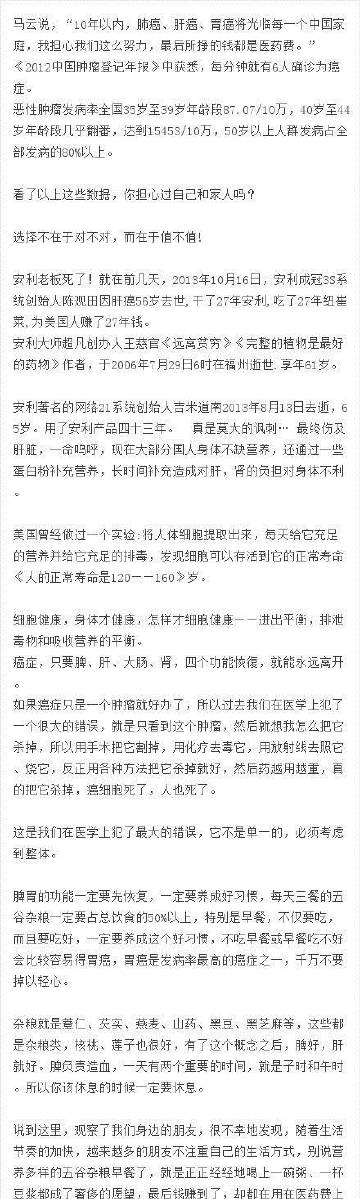 马云说，“10年以内，肺癌、肝癌、胃癌将光临每一个中国家
庭，我担心我们这么努力，最后所挣的钱都是医药费。”
《2012中国肿瘤登记年报》中获悉，每分钟就有6人确诊为癌
症。
恶性肿瘤发病率全国35岁至39岁年龄段87.07/10万，40岁至44
岁年龄段几乎翻番，达到15453/10万，50岁以上人群发病占全
部发病的80%以上。
看了以上这些数据，你担心过自己和家人吗？
选择不在于对不对，而在于值不值！
安利老板死了！就在前几天，2013年10月16日，安利成冠3S系
统创始人陈观田因肝癌56岁去世,干了27年安利,吃了27年纽崔
莱,为美国人赚了27年钱。
安利大师超凡创办人王慈官《远离贫穷》《完整的植物是最好
的药物》作者，于2006年7月29日6时在福州逝世.享年61岁。
安利著名的网络21系统创始人吉米道南2013年8月13日去逝，6
5岁。用了安利产品四十三年。 真是莫大的讽刺… 最终伤及
肝脏，一命呜呼，现在大部分国人身体不缺营养，还通过一些
蛋白粉补充营养，长时间补充造成对肝，肾的负担对身体不利
。
美国曾经做过一个实验:将人体细胞提取出来，每天给它充足
的营养并给它充足的排毒，发现细胞可以存活到它的正常寿命
《人的正常寿命是120——160》岁。
细胞健康，身体才健康，怎样才细胞健康——进出平衡，排泄
毒物和吸收营养的平衡。
癌症，只要脾、肝、大肠、肾，四个功能恢復，就能永远离开
。
如果癌症只是一个肿瘤就好办了，所以过去我们在医学上犯了
一个很大的错误，就是只看到这个肿瘤，然后就想我怎么把它
杀掉，所以用手术把它割掉，用化疗去毒它，用放射线去照它
、烧它，反正用各种方法把它杀掉就好，然后药越用越重，真
的把它杀掉，癌细胞死了，人也死了。
这是我们在医学上犯了最大的错误，它不是单一的，必须考虑
到整体。
脾胃的功能一定要先恢复，一定要养成好习惯，每天三餐的五
谷杂粮一定要占总饮食的50%以上，特别是早餐，不仅要吃，
而且要吃好，一定要养成这个好习惯，不吃早餐或早餐吃不好
会比较容易得胃癌，胃癌是发病率最高的癌症之一，千万不要
掉以轻心。
杂粮就是薏仁、芡实、燕麦、山药、黑豆、黑芝麻等，这些都
是杂粮类，核桃、莲子也很好，有了这个概念之后，脾好，肝
就好。脾负责造血，一天有两个重要的时间，就是子时和午时
。所以你该休息的时候一定要休息。
说到这里，观察了我们身边的朋友，很不幸地发现，随着生活
节奏的加快，越来越多的朋友不注重自己的生活方式，别说营
养多样的五谷杂粮早餐了，就是正正经经地喝上一碗粥、一杯
豆浆都成了奢侈的愿望，最后钱赚到了，却都在用在医药费上